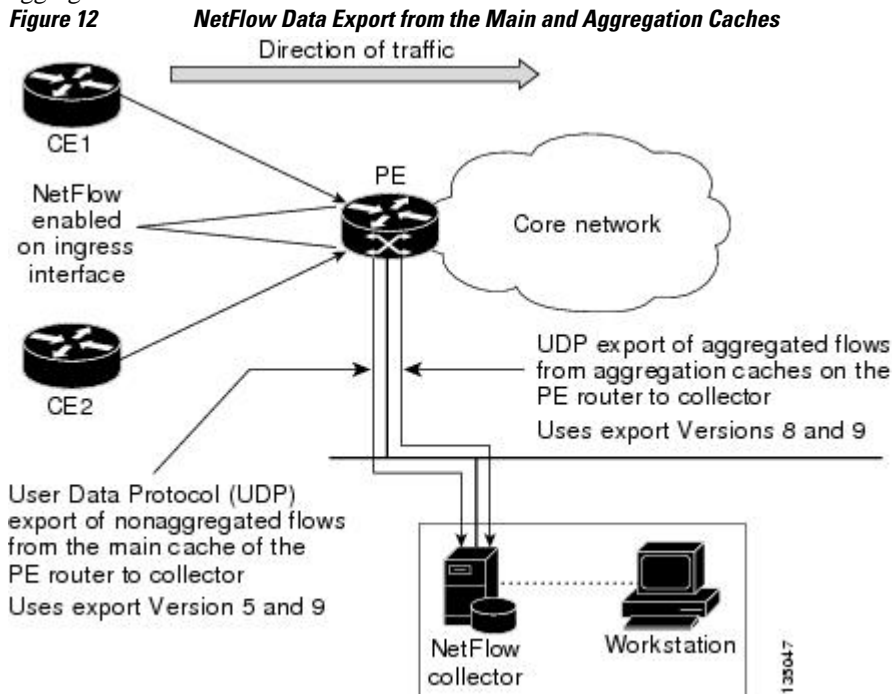 Figure 12 NetFlow Data Export from the Main and Aggregation Caches
Direction of traffic
CE1
PE
NetFlow
enabled
on ingress
interface
Core network
CE2
UDP export of aggregated flows
from aggregation caches on the
PE router to collector
Uses export Versions 8 and 9
User Data Protocol (UDP)
export of nonaggregated flows
from the main cache of the
PE router to collector
Uses export Version 5 and 9
NetFlow
collector
Workstation
135047